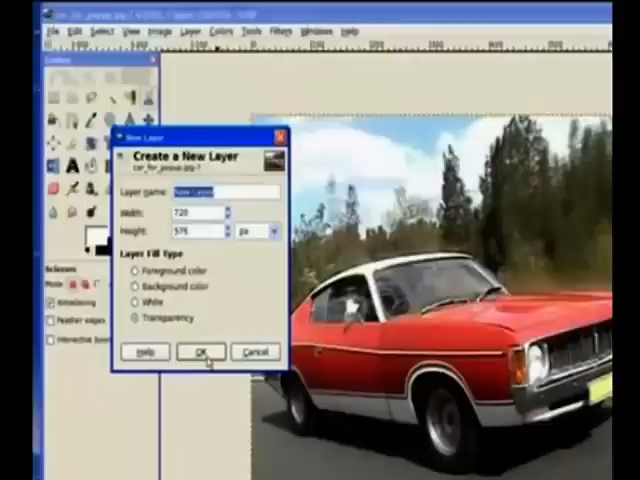 File Edit Select View Image Layer Colors Tools Filters Windows Help
New Layer
Create a New Layer
Layer name: New Layer
Width: 720
Height: 576 px
Layer Fill Type
Foreground color
Background color
White
Transparency
Help OK Cancel
Scissors
Mode:
Antialiasing
Feather edges